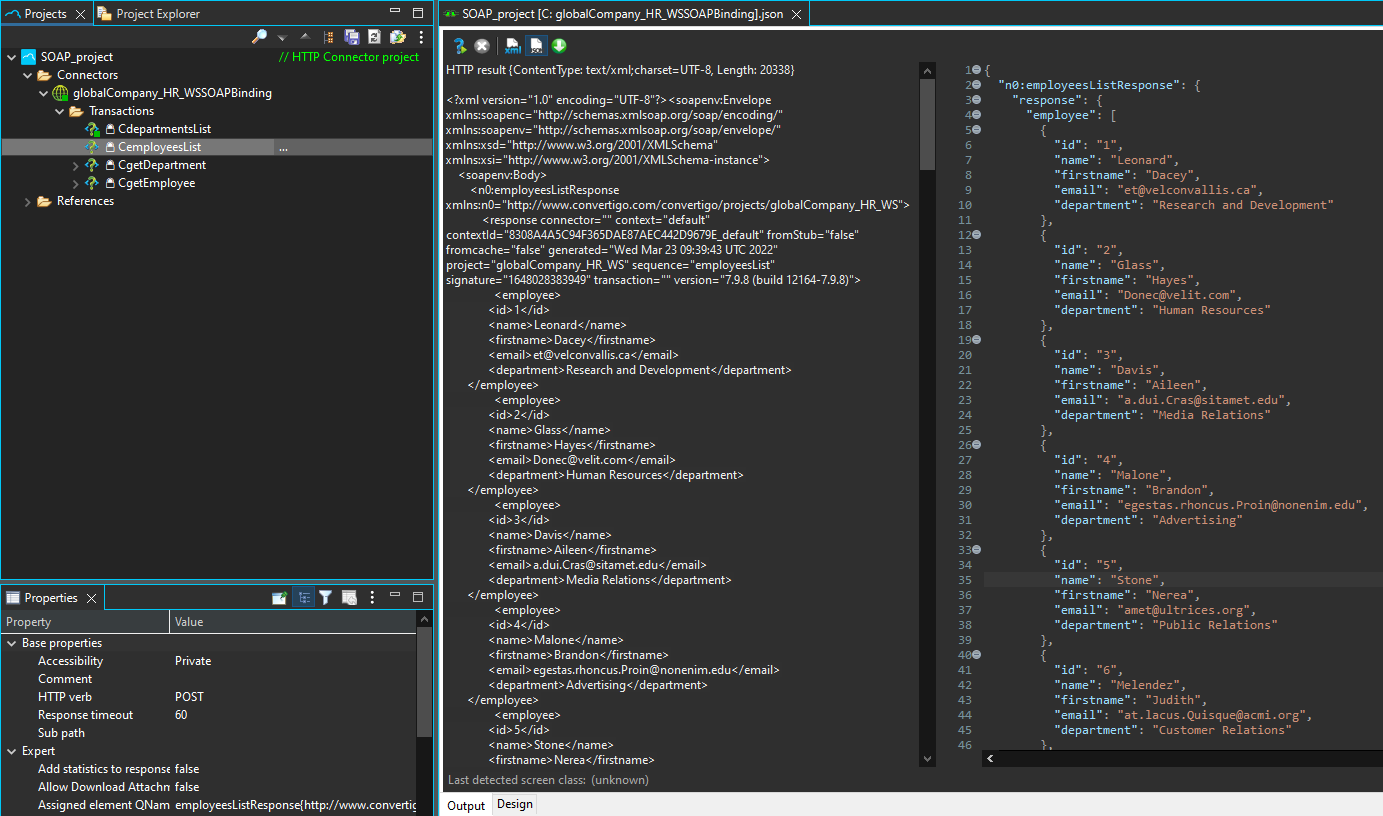 Projects
Project Explorer
SOAP_project // HTTP Connector project
Connectors
globalCompany_HR_WSSOAPBinding
Transactions
CdepartmentsList
CemployeesList ...
CgetDepartment
CgetEmployee
References
Properties
Property Value
Base properties
Accessibility Private
Comment
HTTP verb POST
Response timeout 60
Sub path
Expert
Add statistics to response false
Allow Download Attachm false
Assigned element QNam employeesListResponse{http://www.convertig
SOAP_project [C: globalCompany_HR_WSSOAPBinding].json
HTTP result {ContentType: text/xml;charset=UTF-8, Length: 20338}
<?xml version="1.0" encoding="UTF-8"?><soapenv:Envelope
xmlns:soapenc="http://schemas.xmlsoap.org/soap/encoding/"
xmlns:soapenv="http://schemas.xmlsoap.org/soap/envelope/"
xmlns:xsd="http://www.w3.org/2001/XMLSchema"
xmlns:xsi="http://www.w3.org/2001/XMLSchema-instance">
<soapenv:Body>
<n0:employeesListResponse
xmlns:n0="http://www.convertigo.com/convertigo/projects/globalCompany_HR_WS">
<response connector="" context="default"
contextId="8308A4A5C94F365DAE87AEC442D9679E_default" fromStub="false"
fromcache="false" generated="Wed Mar 23 09:39:43 UTC 2022"
project="globalCompany_HR_WS" sequence="employeesList"
signature="1648028383949" transaction="" version="7.9.8 (build 12164-7.9.8)">
<employee>
<id>1</id>
<name>Leonard</name>
<firstname>Dacey</firstname>
<email>et@velconvallis.ca</email>
<department>Research and Development</department>
</employee>
<employee>
<id>2</id>
<name>Glass</name>
<firstname>Hayes</firstname>
<email>Donec@velit.com</email>
<department>Human Resources</department>
</employee>
<employee>
<id>3</id>
<name>Davis</name>
<firstname>Aileen</firstname>
<email>a.dui.Cras@sitamet.edu</email>
<department>Media Relations</department>
</employee>
<employee>
<id>4</id>
<name>Malone</name>
<firstname>Brandon</firstname>
<email>egestas.rhoncus.Proin@nonenim.edu</email>
<department>Advertising</department>
</employee>
<employee>
<id>5</id>
<name>Stone</name>
<firstname>Nerea</firstname>
1 {
2 "n0:employeesListResponse": {
3 "response": {
4 "employee": [
5 {
6 "id": "1",
7 "name": "Leonard",
8 "firstname": "Dacey",
9 "email": "et@velconvallis.ca",
10 "department": "Research and Development"
11 },
12 {
13 "id": "2",
14 "name": "Glass",
15 "firstname": "Hayes",
16 "email": "Donec@velit.com",
17 "department": "Human Resources"
18 },
19 {
20 "id": "3",
21 "name": "Davis",
22 "firstname": "Aileen",
23 "email": "a.dui.Cras@sitamet.edu",
24 "department": "Media Relations"
25 },
26 {
27 "id": "4",
28 "name": "Malone",
29 "firstname": "Brandon",
30 "email": "egestas.rhoncus.Proin@nonenim.edu",
31 "department": "Advertising"
32 },
33 {
34 "id": "5",
35 "name": "Stone",
36 "firstname": "Nerea",
37 "email": "amet@ultrices.org",
38 "department": "Public Relations"
39 },
40 {
41 "id": "6",
42 "name": "Melendez",
43 "firstname": "Judith",
44 "email": "at.lacus.Quisque@acmi.org",
45 "department": "Customer Relations"
46 },
Last detected screen class: (unknown)
Output Design